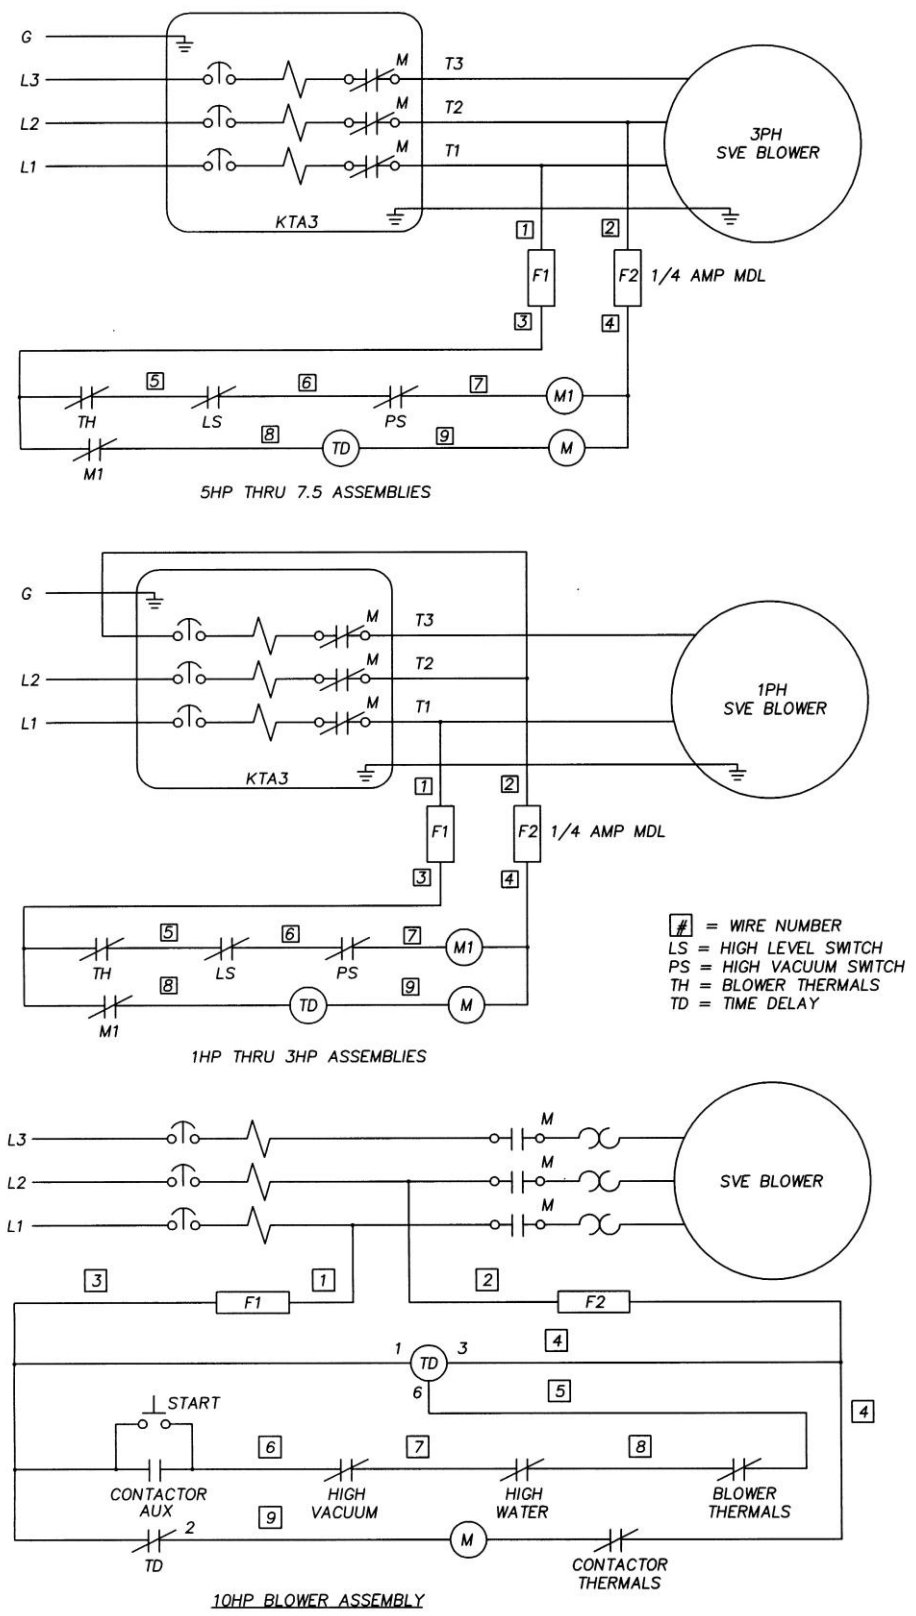 G
L3
M
T3
L2
M
T2
L1
M
T1
3PH
SVE BLOWER
KTA3
1
2
F1
F2
1/4 AMP MDL
3
4
5
6
7
TH
LS
PS
M1
8
9
M1
TD
M
5HP THRU 7.5 ASSEMBLIES
G
M
T3
L2
M
T2
L1
M
T1
1PH
SVE BLOWER
KTA3
1
2
F1
F2
1/4 AMP MDL
3
4
5
6
7
TH
LS
PS
M1
8
9
M1
TD
M
# = WIRE NUMBER
LS = HIGH LEVEL SWITCH
PS = HIGH VACUUM SWITCH
TH = BLOWER THERMALS
TD = TIME DELAY
1HP THRU 3HP ASSEMBLIES
L3
M
L2
M
L1
M
SVE BLOWER
3
1
2
F1
F2
4
1
TD
3
6
5
4
START
6
7
8
CONTACTOR
AUX
HIGH
VACUUM
HIGH
WATER
BLOWER
THERMALS
2
9
TD
M
CONTACTOR
THERMALS
10HP BLOWER ASSEMBLY